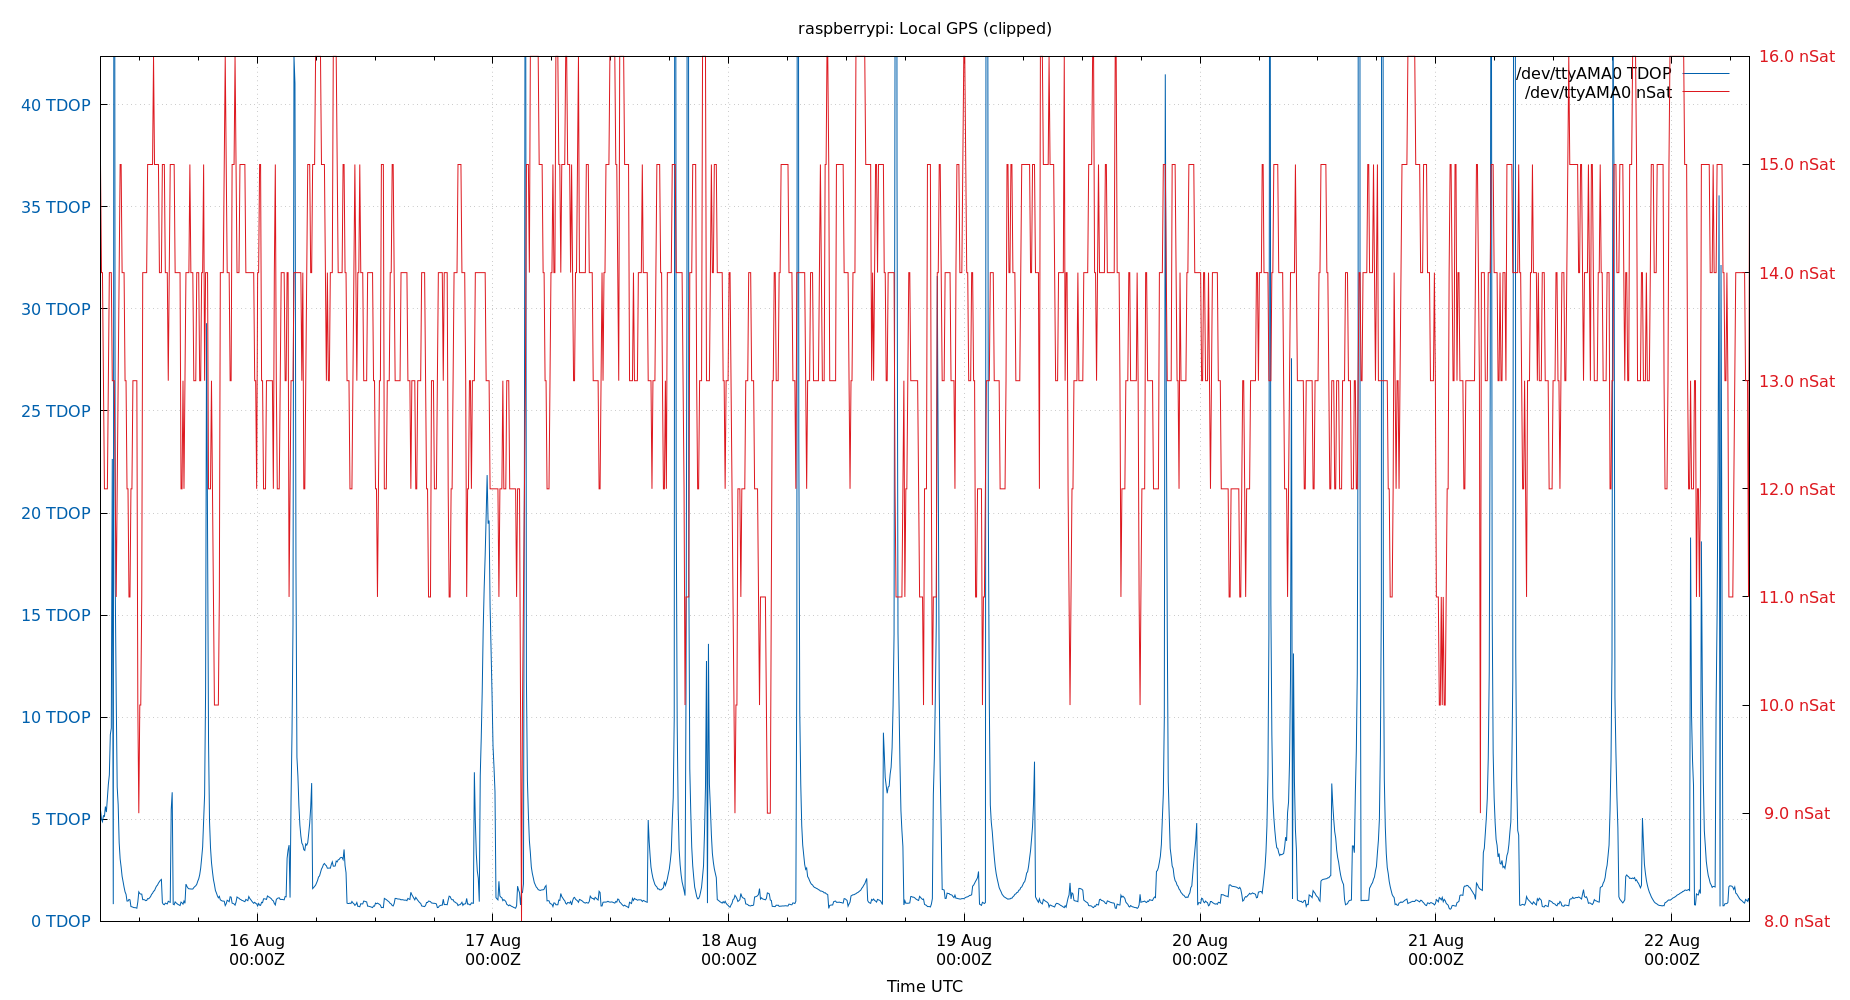 raspberrypi: Local GPS (clipped)
/dev/ttyAMA0 TDOP
/dev/ttyAMA0 nSat
40 TDOP
35 TDOP
30 TDOP
25 TDOP
20 TDOP
15 TDOP
10 TDOP
5 TDOP
0 TDOP
16.0 nSat
15.0 nSat
14.0 nSat
13.0 nSat
12.0 nSat
11.0 nSat
10.0 nSat
9.0 nSat
8.0 nSat
16 Aug
00:00Z
17 Aug
00:00Z
18 Aug
00:00Z
19 Aug
00:00Z
20 Aug
00:00Z
21 Aug
00:00Z
22 Aug
00:00Z
Time UTC